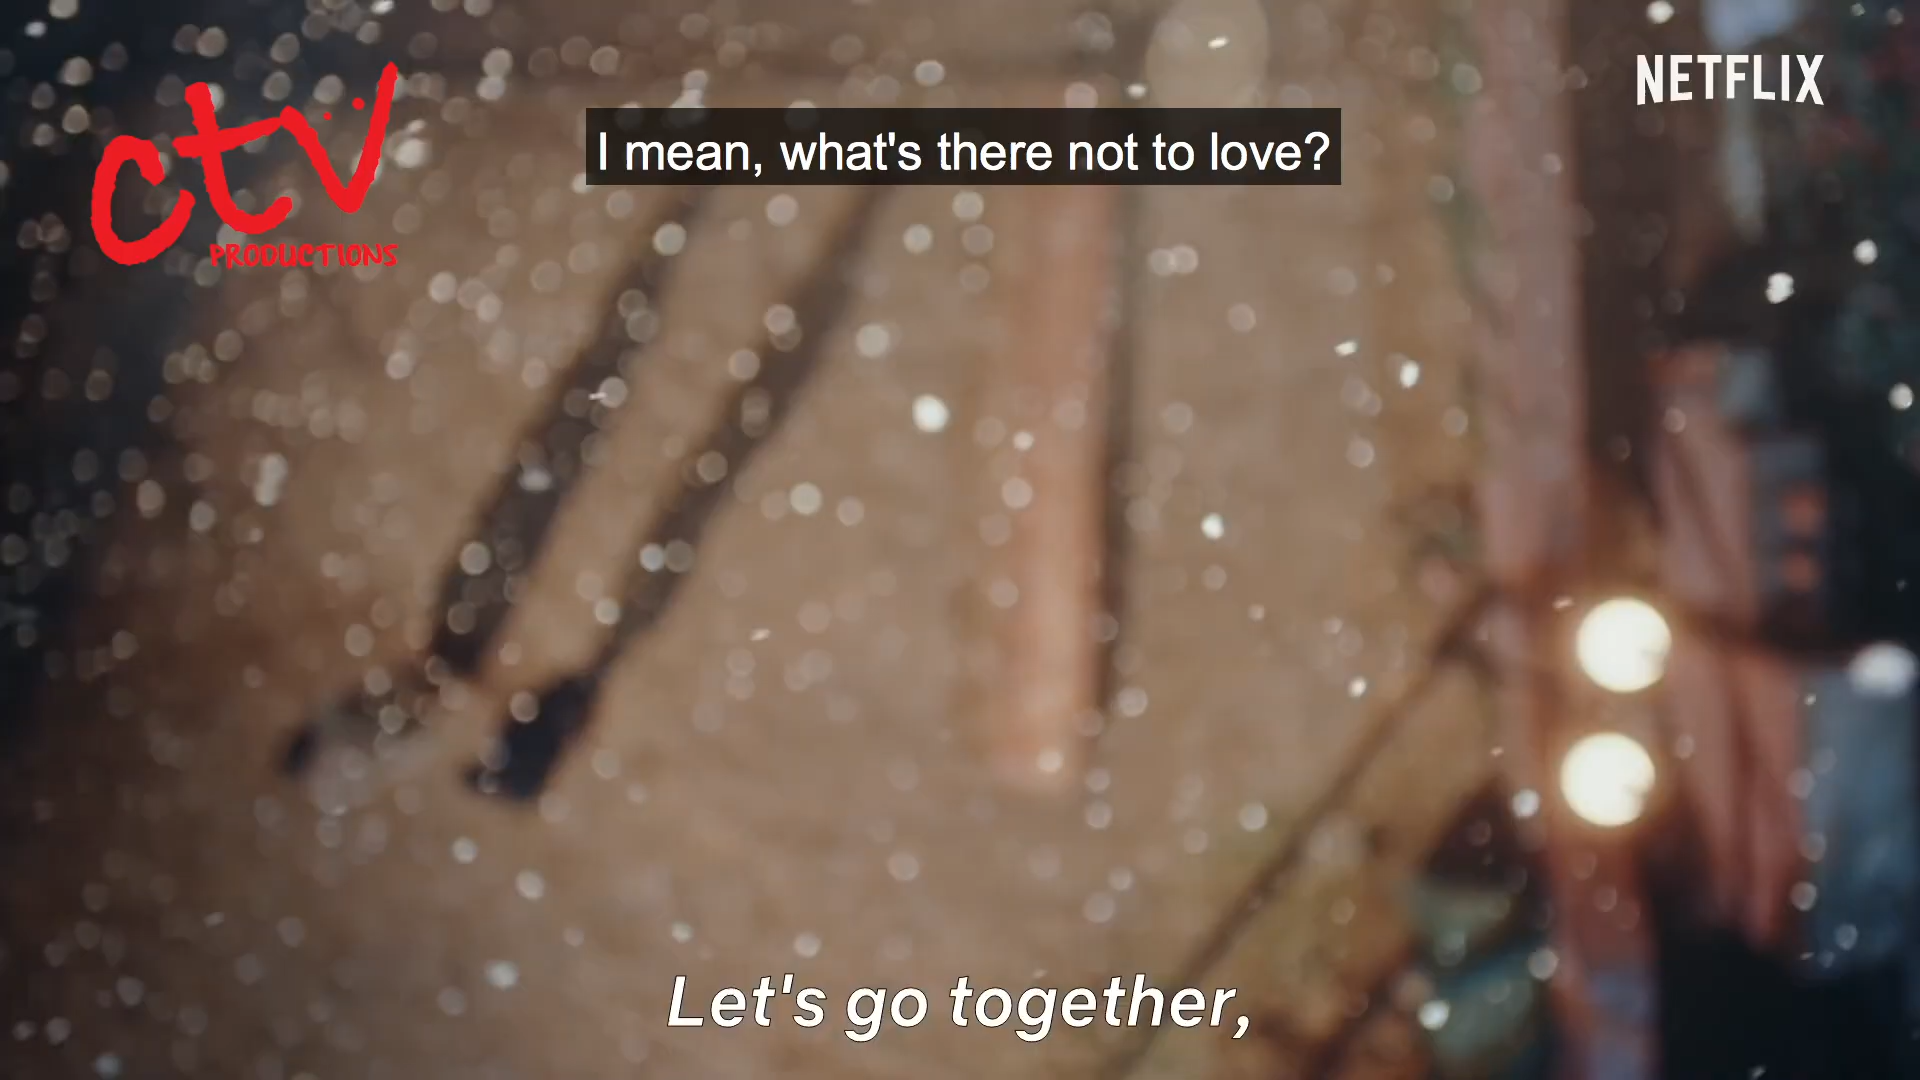 ctv
PRODUCTIONS
NETFLIX
I mean, what's there not to love?
Let's go together,